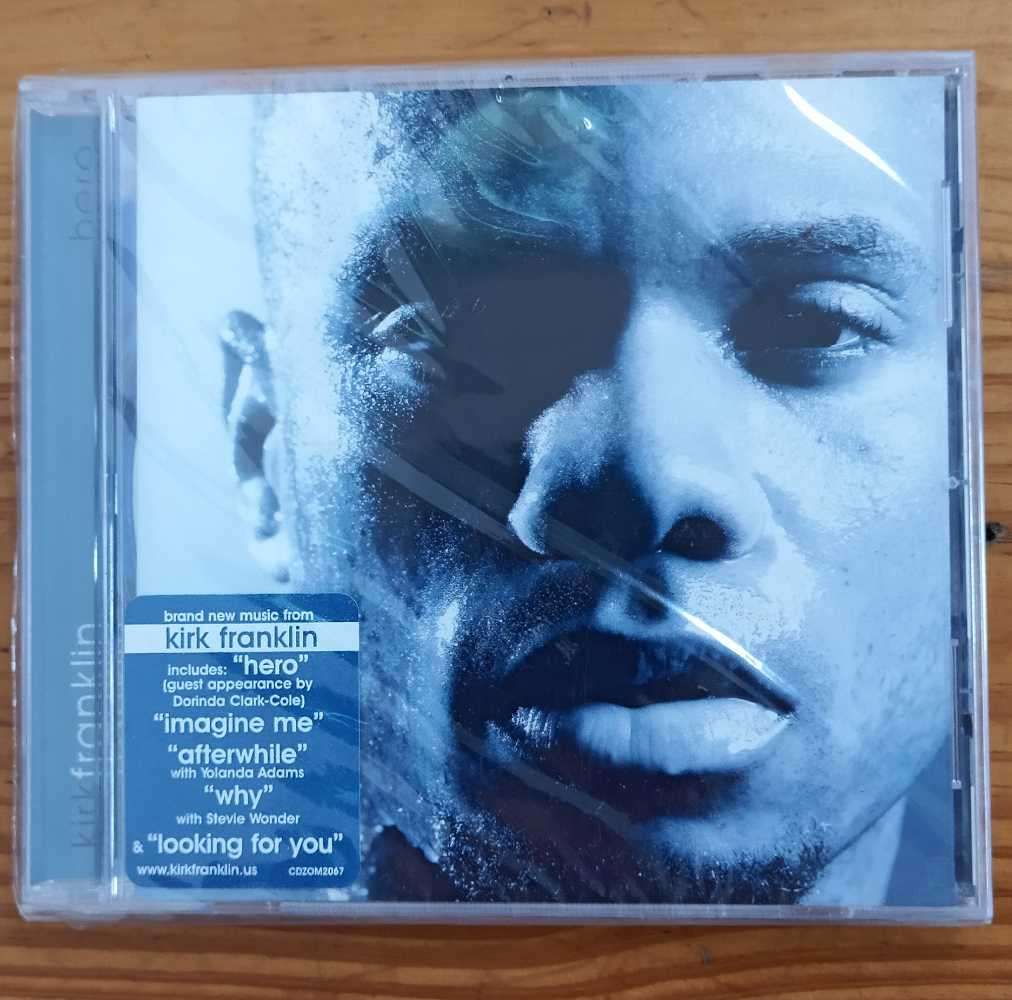 hero
kirkfranklin
brand new music from
kirk franklin
includes: "hero"
(guest appearance by
Dorinda Clark-Cole)
"imagine me"
"afterwhile"
with Yolanda Adams
"why"
with Stevie Wonder
& "looking for you"
www.kirkfranklin.us CDZOM2067